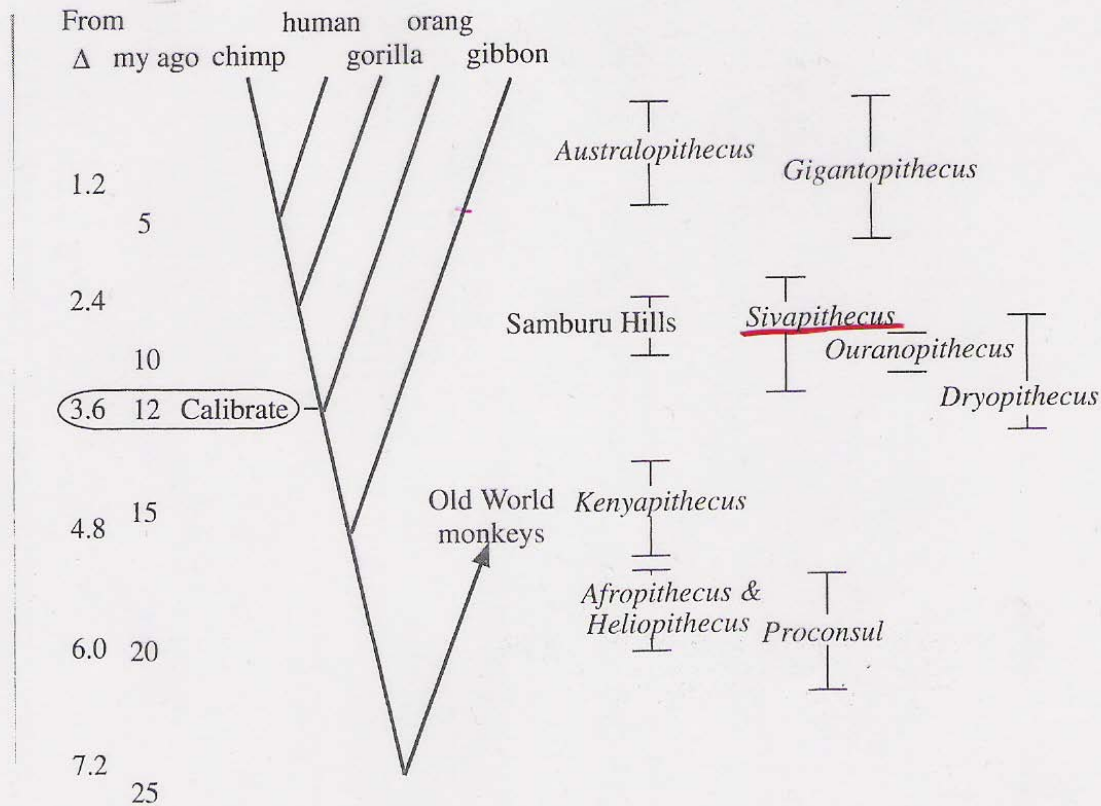 From human orang
Δ my ago chimp gorilla gibbon
Australopithecus
Gigantopithecus
1.2
5
2.4
Samburu Hills Sivapithecus
Ouranopithecus
10
Dryopithecus
3.6 12 Calibrate
Old World Kenyapithecus
15
4.8 monkeys
Afropithecus &
Heliopithecus Proconsul
6.0 20
7.2
25